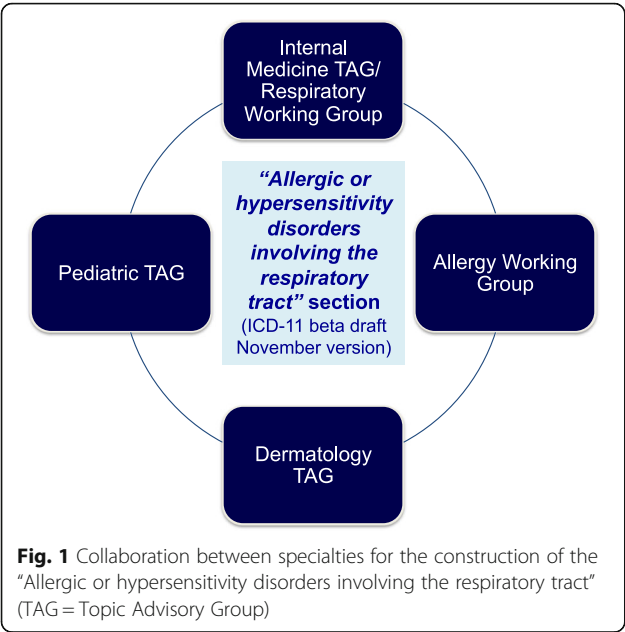 Internal
Medicine TAG/
Respiratory
Working Group
“Allergic or
hypersensitivity
disorders
involving the
respiratory
tract” section
(ICD-11 beta draft
November version)
Pediatric TAG
Allergy Working
Group
Dermatology
TAG
Fig. 1 Collaboration between specialties for the construction of the
“Allergic or hypersensitivity disorders involving the respiratory tract”
(TAG = Topic Advisory Group)